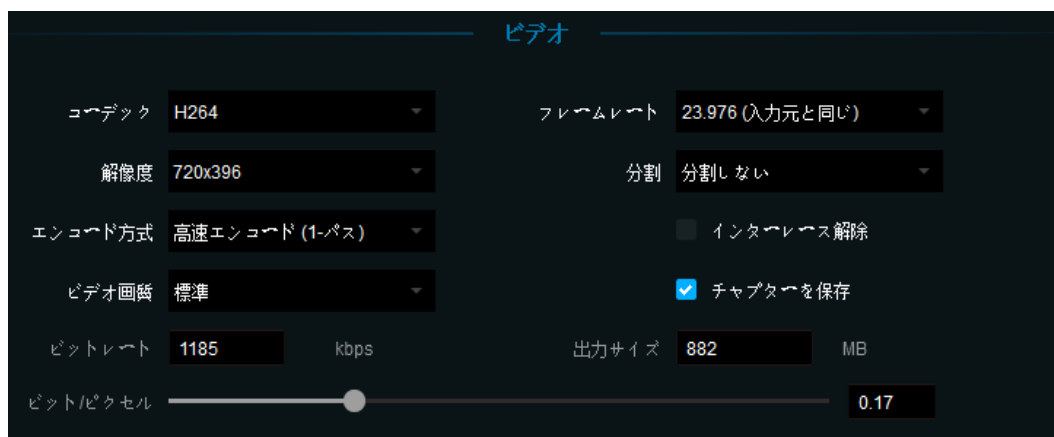 ビデオ
コーデック H264 フレームレート 23.976 (入力元と同じ)
解像度 720x396 分割 分割しない
エンコード方式 高速エンコード (1-パス) インターレース解除
ビデオ画質 標準 チャプターを保存
ビットレート 1185 kbps 出力サイズ 882 MB
ビット/ピクセル 0.17